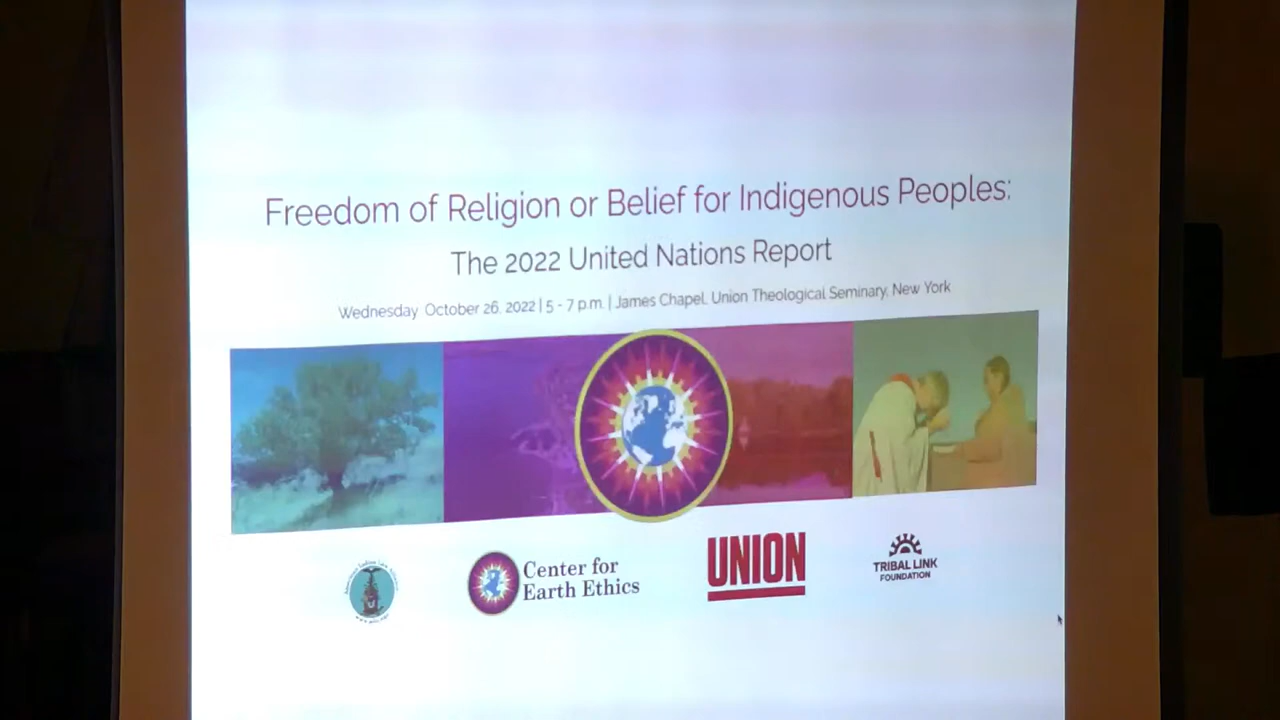 Freedom of Religion or Belief for Indigenous Peoples:
The 2022 United Nations Report
Wednesday October 26, 2022 | 5 - 7 p.m. | James Chapel, Union Theological Seminary, New York
Center for
Earth Ethics
UNION
TRIBAL LINK
FOUNDATION